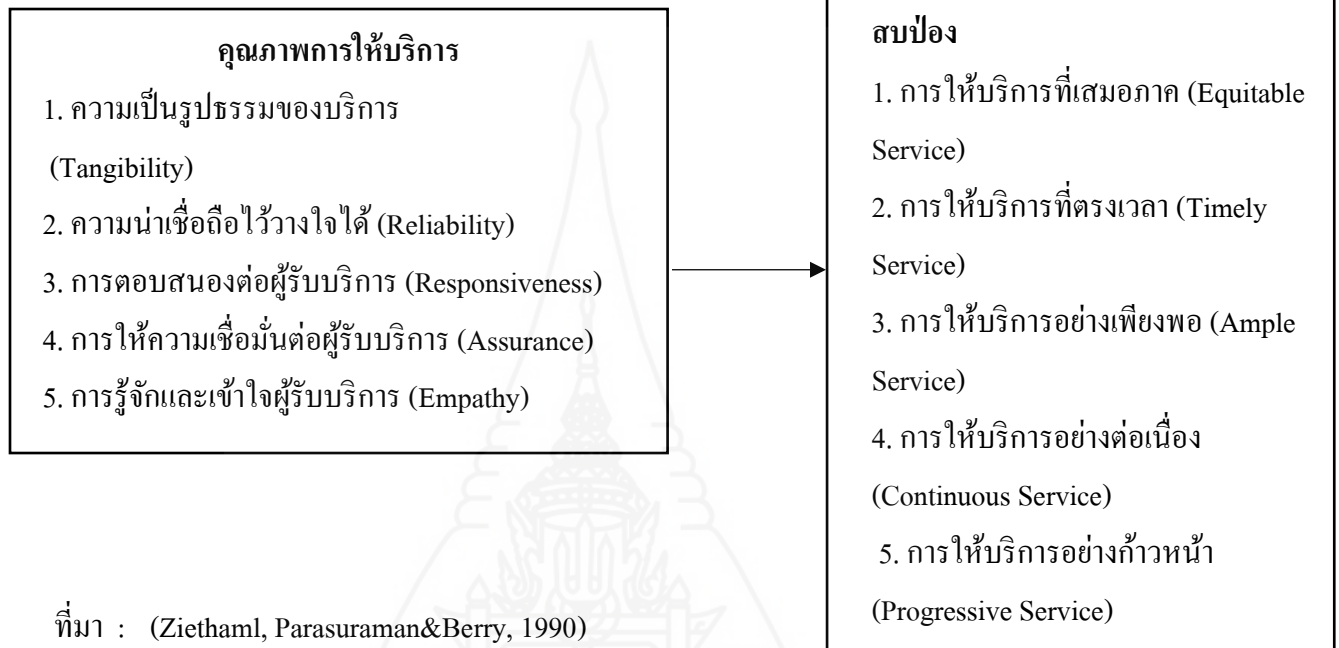 คุณภาพการให้บริการ
1. ความเป็นรูปธรรมของบริการ
(Tangibility)
2. ความน่าเชื่อถือไว้วางใจได้ (Reliability)
3. การตอบสนองต่อผู้รับบริการ (Responsiveness)
4. การให้ความเชื่อมั่นต่อผู้รับบริการ (Assurance)
5. การรู้จักและเข้าใจผู้รับบริการ (Empathy)
ที่มา : (Ziethaml, Parasuraman&Berry, 1990)
สบป่อง
1. การให้บริการที่เสมอภาค (Equitable
Service)
2. การให้บริการที่ตรงเวลา (Timely
Service)
3. การให้บริการอย่างเพียงพอ (Ample
Service)
4. การให้บริการอย่างต่อเนื่อง
(Continuous Service)
5. การให้บริการอย่างก้าวหน้า
(Progressive Service)